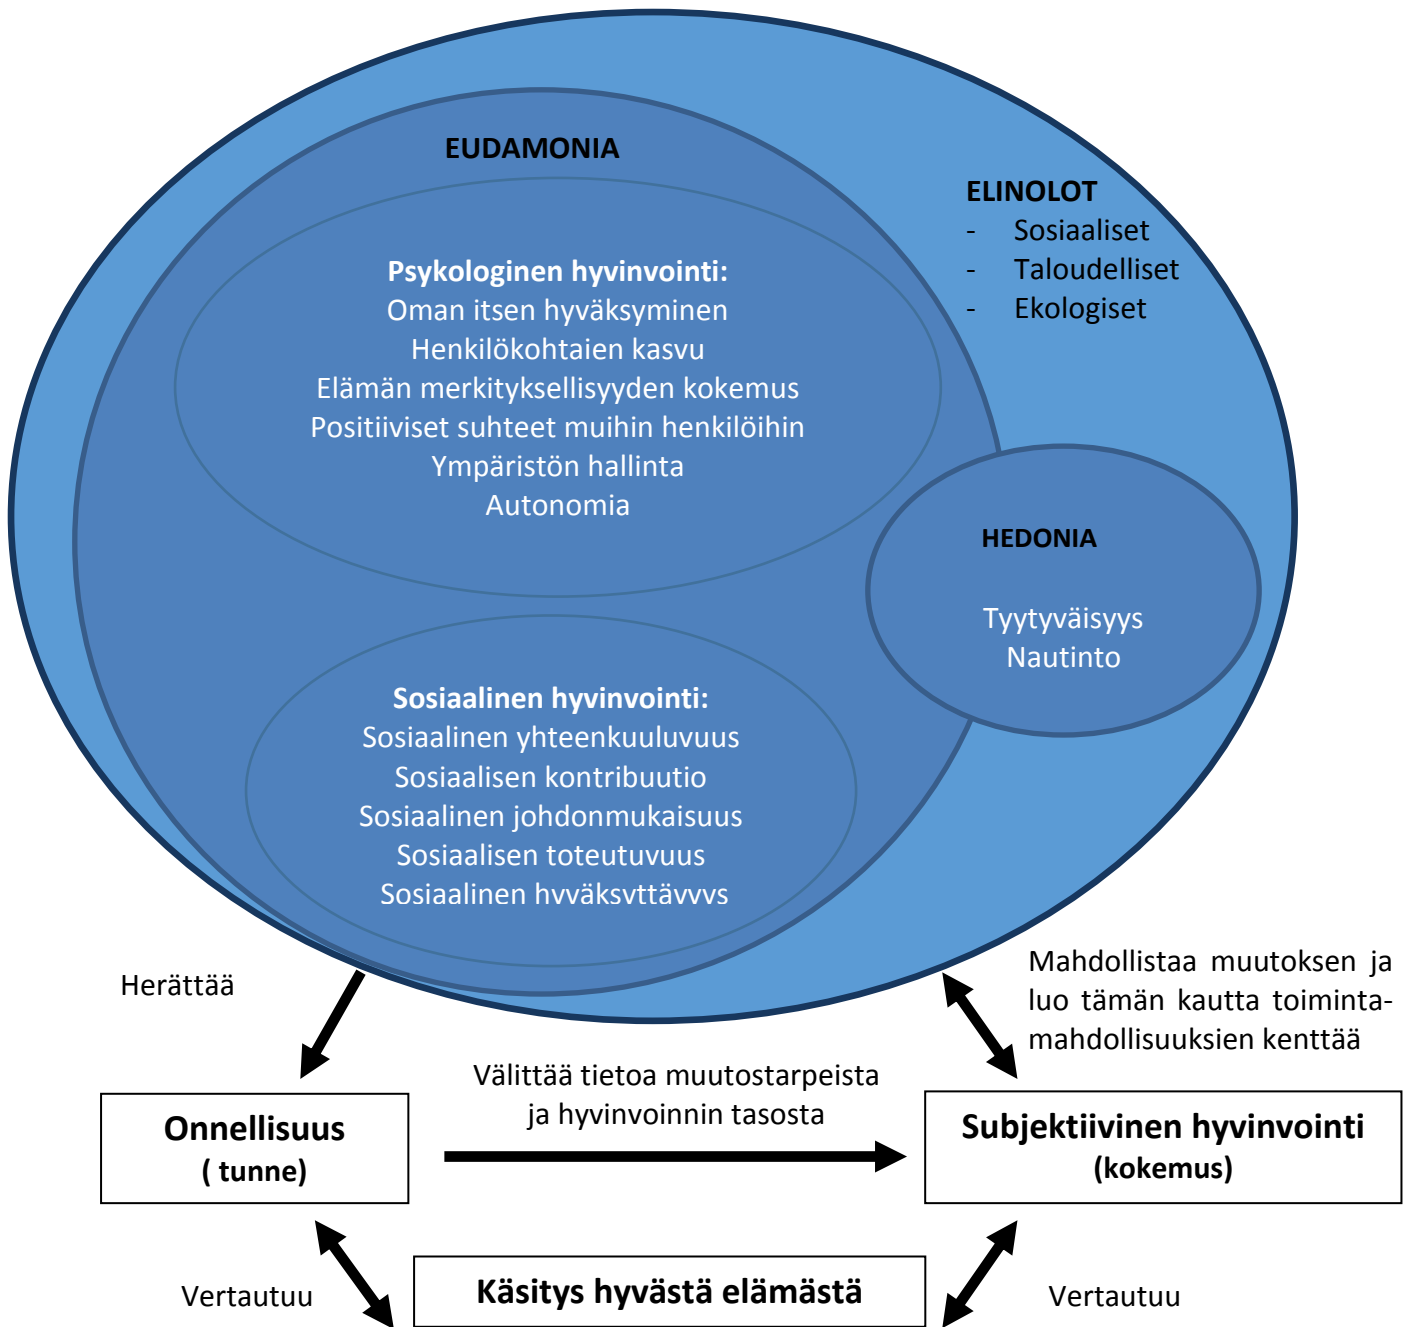 EUDAMONIA
ELINOLOT
- Sosiaaliset
- Taloudelliset
- Ekologiset
Psykologinen hyvinvointi:
Oman itsen hyväksyminen
Henkilökohtaien kasvu
Elämän merkityksellisyyden kokemus
Positiiviset suhteet muihin henkilöihin
Ympäristön hallinta
Autonomia
HEDONIA
Tyytyväisyys
Nautinto
Sosiaalinen hyvinvointi:
Sosiaalinen yhteenkuuluvuus
Sosiaalisen kontribuutio
Sosiaalinen johdonmukaisuus
Sosiaalisen toteutuvuus
Sosiaalinen hyväksyttävyys
Herättää
Mahdollistaa muutoksen ja
luo tämän kautta toiminta-
mahdollisuuksien kenttää
Välittää tietoa muutostarpeista
ja hyvinvoinnin tasosta
Onnellisuus
( tunne)
Subjektiivinen hyvinvointi
(kokemus)
Vertautuu
Käsitys hyvästä elämästä
Vertautuu